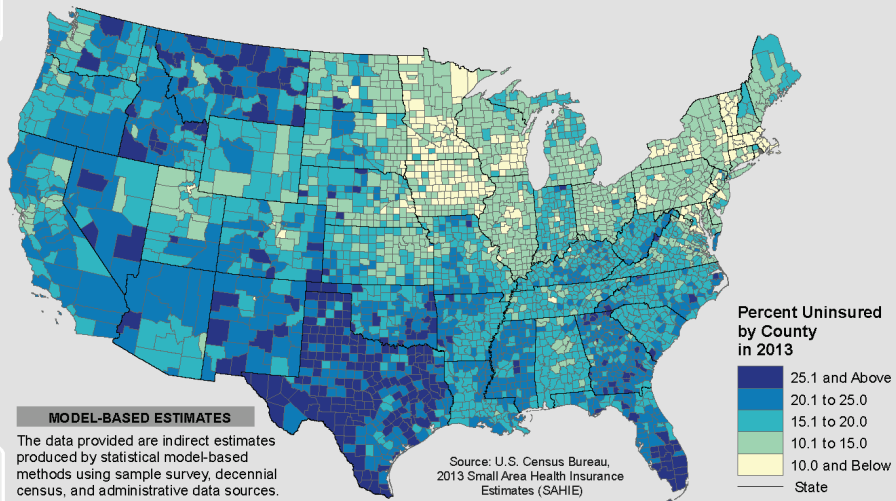 Percent Uninsured
by County
in 2013
25.1 and Above
20.1 to 25.0
15.1 to 20.0
10.1 to 15.0
10.0 and Below
State
MODEL-BASED ESTIMATES
The data provided are indirect estimates
produced by statistical model-based
methods using sample survey, decennial
census, and administrative data sources.
Source: U.S. Census Bureau,
2013 Small Area Health Insurance
Estimates (SAHIE)